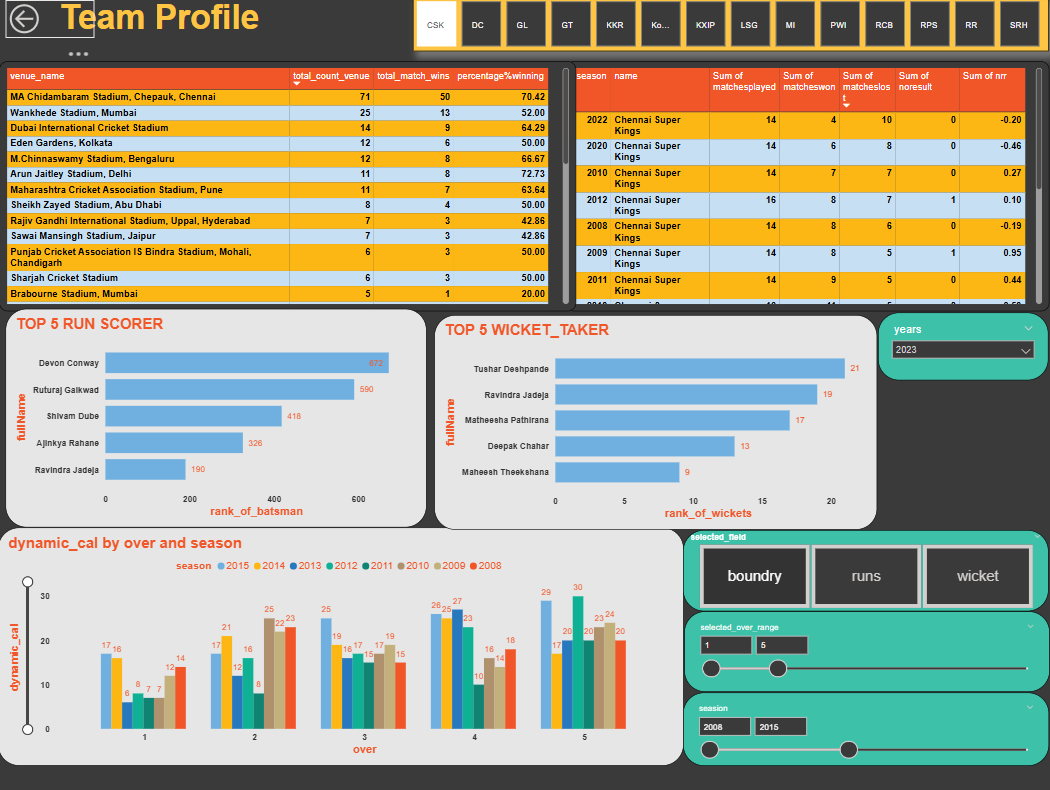 Team Profile
CSK DC GL GT KKR Ko... KXIP LSG MI PWI RCB RPS RR SRH
venue_name total_count_venue total_match_wins percentage%winning
MA Chidambaram Stadium, Chepauk, Chennai 71 50 70.42
Wankhede Stadium, Mumbai 25 13 52.00
Dubai International Cricket Stadium 14 9 64.29
Eden Gardens, Kolkata 12 6 50.00
M.Chinnaswamy Stadium, Bengaluru 12 8 66.67
Arun Jaitley Stadium, Delhi 11 8 72.73
Maharashtra Cricket Association Stadium, Pune 11 7 63.64
Sheikh Zayed Stadium, Abu Dhabi 8 4 50.00
Rajiv Gandhi International Stadium, Uppal, Hyderabad 7 3 42.86
Sawai Mansingh Stadium, Jaipur 7 3 42.86
Punjab Cricket Association IS Bindra Stadium, Mohali, 6 3 50.00
Chandigarh
Sharjah Cricket Stadium 6 3 50.00
Brabourne Stadium, Mumbai 5 1 20.00
season name Sum of Sum of Sum of Sum of Sum of nrr
matchesplayed matcheswon matcheslos noresult
t
2022 Chennai Super 14 4 10 0 -0.20
Kings
2020 Chennai Super 14 6 8 0 -0.46
Kings
2010 Chennai Super 14 7 7 0 0.27
Kings
2012 Chennai Super 16 8 7 1 0.10
Kings
2008 Chennai Super 14 8 6 0 -0.19
Kings
2009 Chennai Super 14 8 5 1 0.95
Kings
2011 Chennai Super 14 9 5 0 0.44
Kings
TOP 5 RUN SCORER
fullName
Devon Conway 672
Ruturaj Gaikwad 590
Shivam Dube 418
Ajinkya Rahane 326
Ravindra Jadeja 190
0 200 400 600
rank_of_batsman
TOP 5 WICKET_TAKER
fullName
Tushar Deshpande 21
Ravindra Jadeja 19
Matheesha Pathirana 17
Deepak Chahar 13
Maheesh Theekshana 9
0 5 10 15 20
rank_of_wickets
years
2023
dynamic_cal by over and season
season 2015 2014 2013 2012 2011 2010 2009 2008
dynamic_cal
30
20
10
0
17 16 6 8 7 7 12 14
17 21 12 16 8 25 22 23
25 19 16 17 15 17 19 15
26 25 27 23 10 16 14 18
29 17 20 30 20 23 24 20
1 2 3 4 5
over
selected_field
boundry runs wicket
selected_over_range
1 5
season
2008 2015